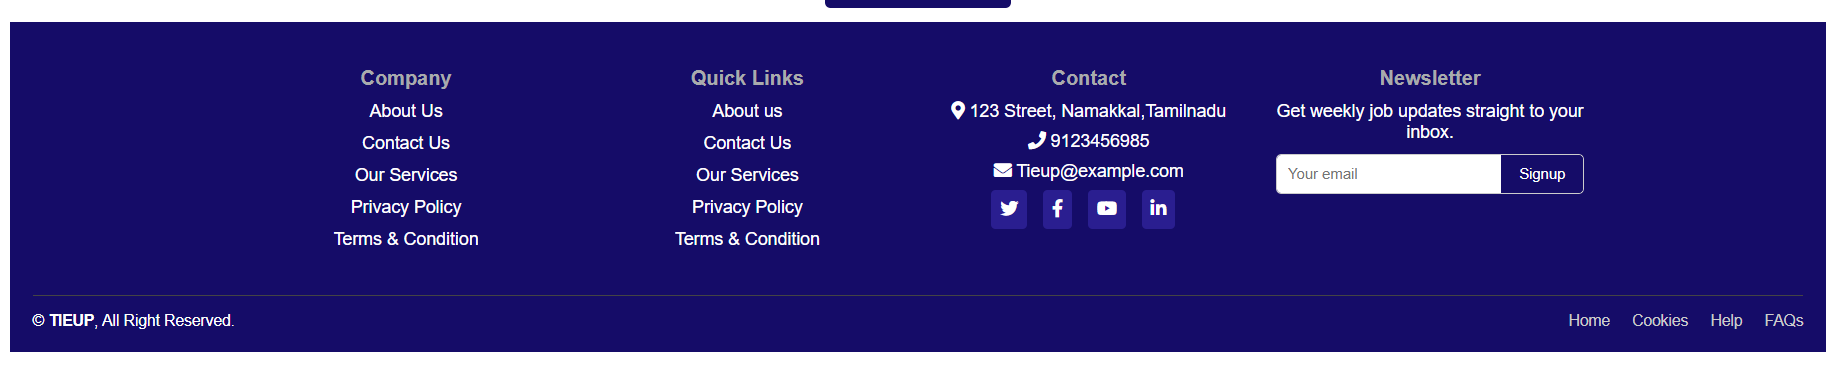 Company
About Us
Contact Us
Our Services
Privacy Policy
Terms & Condition
Quick Links
About us
Contact Us
Our Services
Privacy Policy
Terms & Condition
Contact
123 Street, Namakkal,Tamilnadu
9123456985
Tieup@example.com
Newsletter
Get weekly job updates straight to your
inbox.
Your email
Signup
© TIEUP, All Right Reserved.
Home Cookies Help FAQs